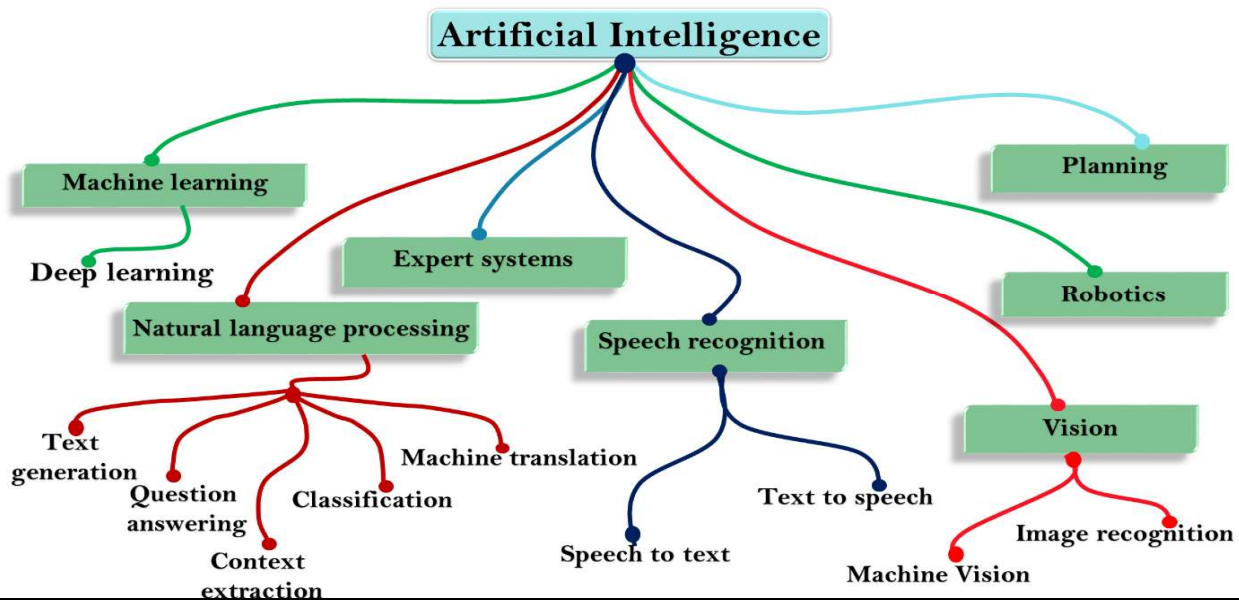 Artificial Intelligence
Machine learning
Planning
Deep learning
Expert systems
Robotics
Natural language processing
Speech recognition
Vision
Text
generation
Question
answering
Context
extraction
Classification
Machine translation
Speech to text
Text to speech
Machine Vision
Image recognition